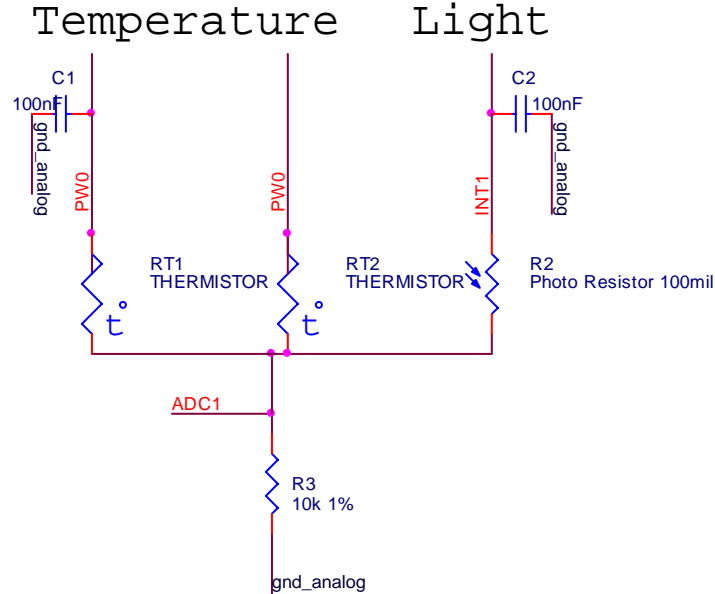 Temperature
Light
C1
100nF
gnd_analog
PW0
PW0
C2
100nF
gnd_analog
INT1
RT1
THERMISTOR
t°
RT2
THERMISTOR
t°
R2
Photo Resistor 100mil
ADC1
R3
10k 1%
gnd_analog